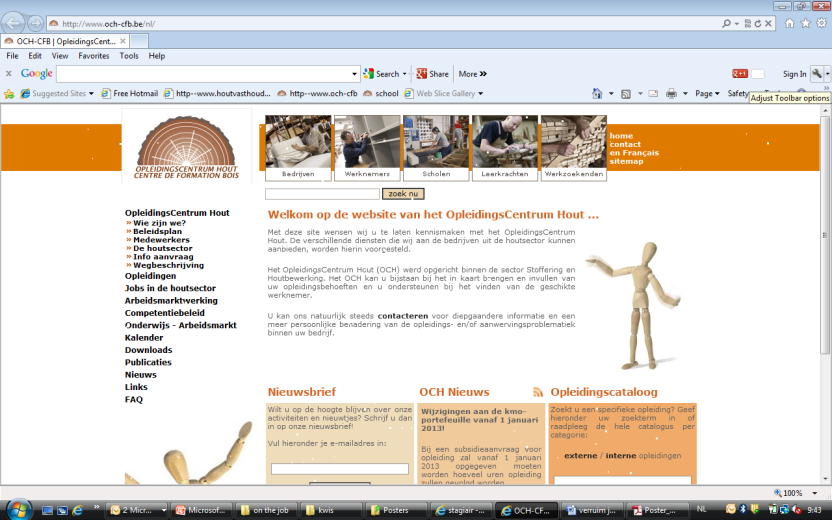 http://www.och-cfb.be/nl/
OCH-CFB | OpleidingsCent...
File Edit View Favorites Tools Help
x Google Search Share More »
Sign In
Suggested Sites Free Hotmail http--www.houtvasthoud... http--www.och-cfb school Web Slice Gallery
Page Safety
Adjust Toolbar options
OPLEIDINGSCENTRUM HOUT
CENTRE DE FORMATION BOIS
Bedrijven Werknemers Scholen Leerkrachten Werkzoekenden
home
contact
en Français
sitemap
zoek nu
OpleidingsCentrum Hout
» Wie zijn we?
» Beleidsplan
» Medewerkers
» De houtsector
» Info aanvraag
» Wegbeschrijving
Opleidingen
Jobs in de houtsector
Arbeidsmarktwerking
Competentiebeleid
Onderwijs - Arbeidsmarkt
Kalender
Downloads
Publicaties
Nieuws
Links
FAQ
Welkom op de website van het OpleidingsCentrum Hout ...
Met deze site wensen wij u te laten kennismaken met het OpleidingsCentrum
Hout. De verschillende diensten die wij aan de bedrijven uit de houtsector kunnen
aanbieden, worden hierin voorgesteld.
Het OpleidingsCentrum Hout (OCH) werd opgericht binnen de sector Stoffering en
Houtbewerking. Het OCH kan u bijstaan bij het in kaart brengen en invullen van
uw opleidingsbehoeften en u ondersteunen bij het vinden van de geschikte
werknemer.
U kan ons natuurlijk steeds contacteren voor diepgaandere informatie en een
meer persoonlijke benadering van de opleidings- en/of aanwervingsproblematiek
binnen uw bedrijf.
Nieuwsbrief
Wilt u op de hoogte blijven over onze
activiteiten en nieuwtjes? Schrijf u dan
in op onze nieuwsbrief!
Vul hieronder je e-mailadres in:
OCH Nieuws
Wijzigingen aan de kmo-
portefeuille vanaf 1 januari
2013!
Bij een subsidieaanvraag voor
opleiding zal vanaf 1 januari
2013 opgegeven moeten
worden hoeveel uren opleiding
zullen gevolgd worden
Opleidingscataloog
Zoekt u een specifieke opleiding? Geef
hieronder uw zoekterm in of
raadpleeg de hele catalogus per
categorie:
externe / interne opleidingen
100%
2 Micr... Microsof... on the job kwis Posters stagiair -... OCH-CF... verruim j... Poster_... NL 9:43